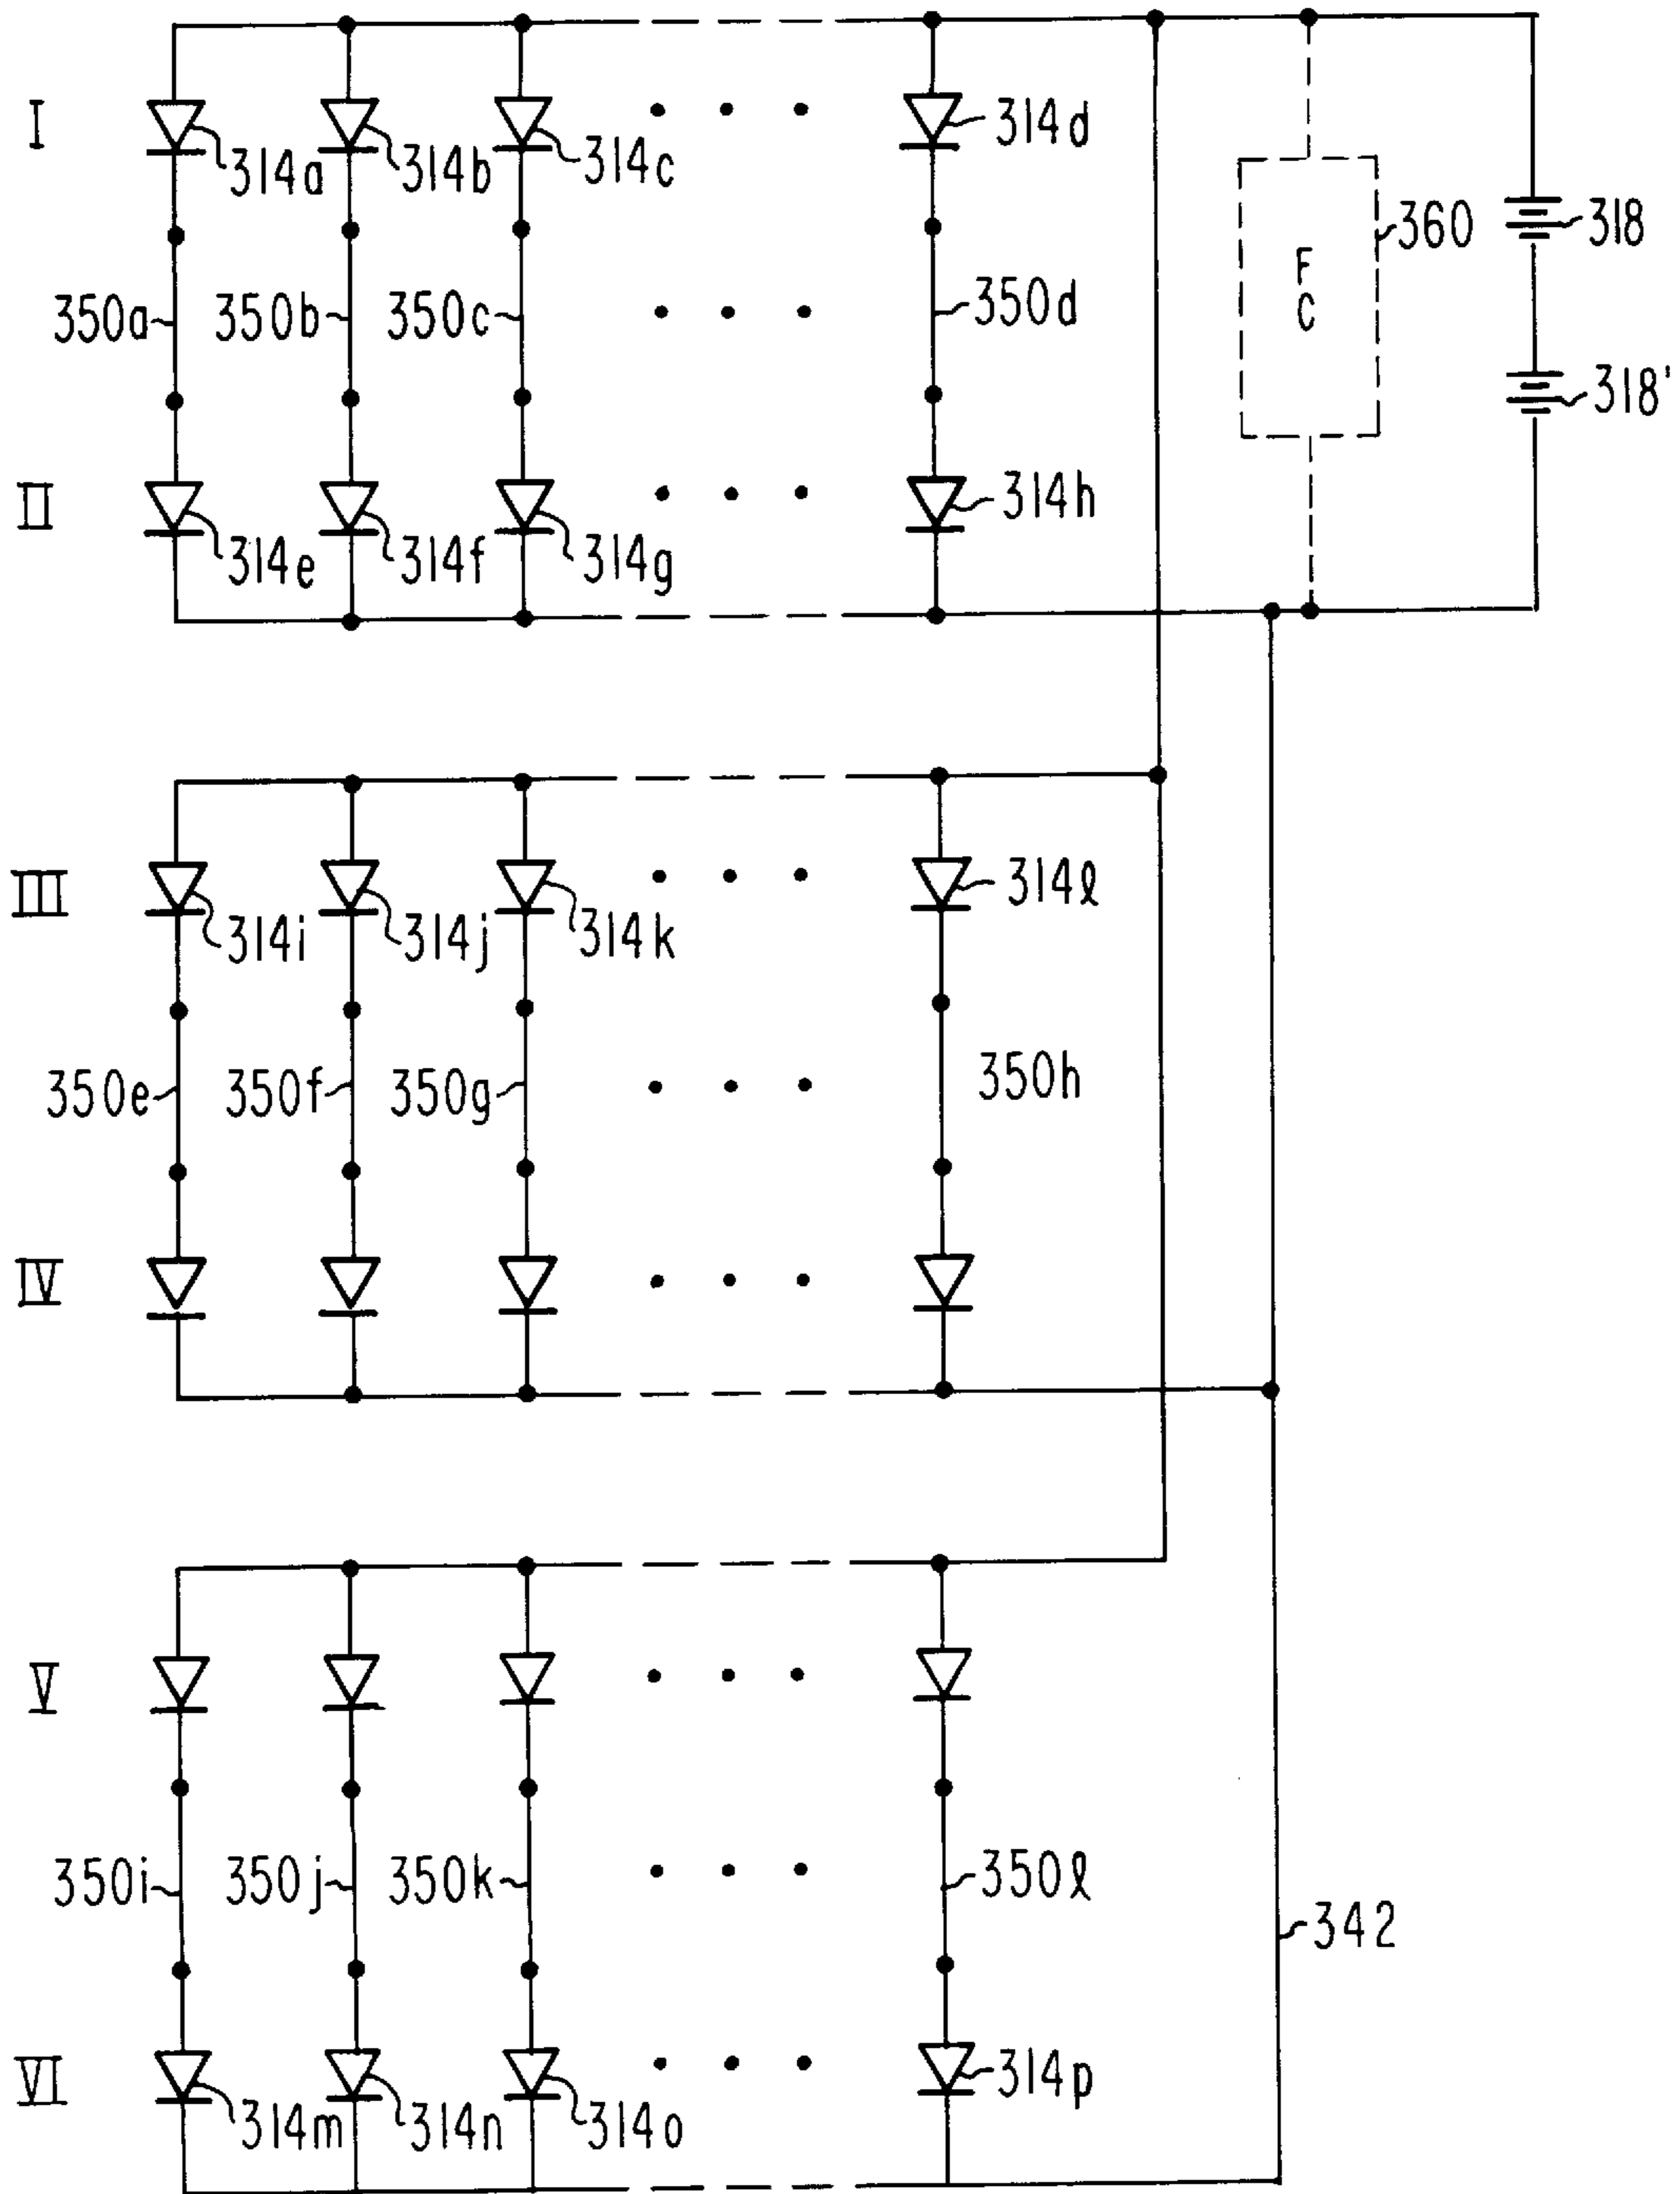 I
314a
314b
314c
314d
350a
350b
350c
350d
360
F
C
318
318'
II
314e
314f
314g
314h
III
314i
314j
314k
314ℓ
350e
350f
350g
350h
IV
V
350i
350j
350k
350ℓ
342
VI
314m
314n
314o
314p